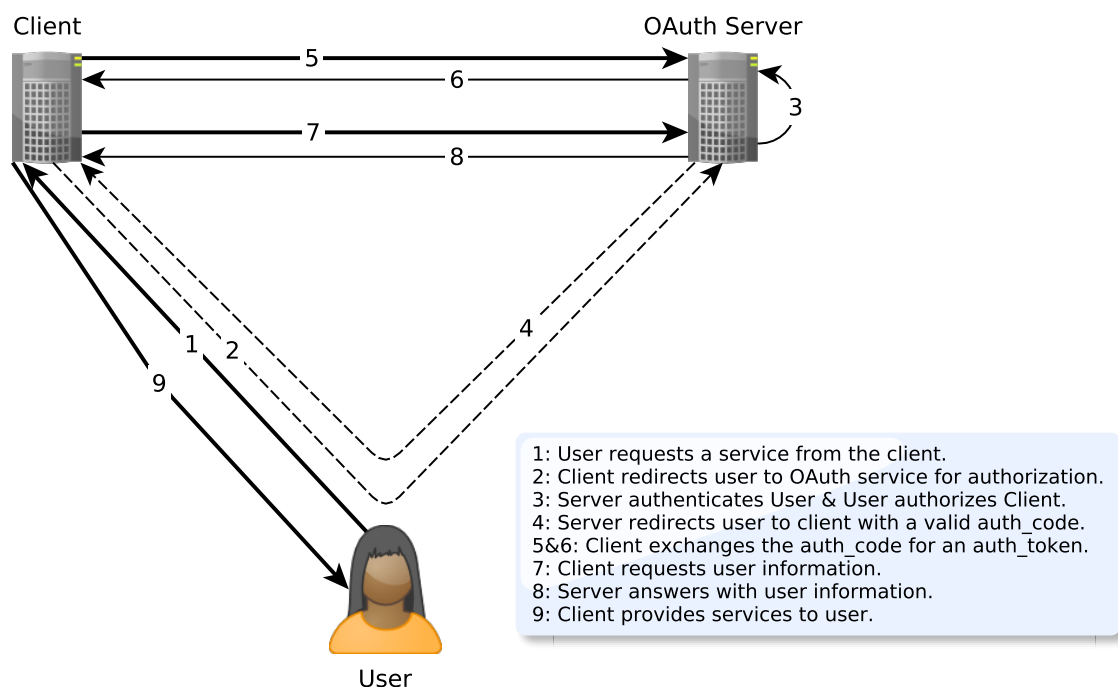 Client
OAuth Server
5
6
3
7
8
4
1
2
9
1: User requests a service from the client.
2: Client redirects user to OAuth service for authorization.
3: Server authenticates User & User authorizes Client.
4: Server redirects user to client with a valid auth_code.
5&6: Client exchanges the auth_code for an auth_token.
7: Client requests user information.
8: Server answers with user information.
9: Client provides services to user.
User